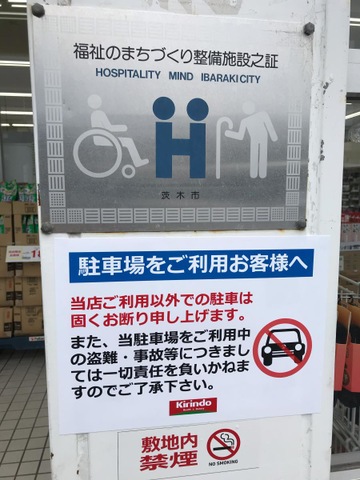 福祉のまちづくり整備施設之証
HOSPITALITY MIND IBARAKI CITY
茨木市
駐車場をご利用お客様へ
当店ご利用以外での駐車は
固くお断り申し上げます。
また、当駐車場をご利用中
の盗難・事故等につきまし
ては一切責任を負いかねま
すのでご了承下さい。
Kirindo
敷地内
禁煙
NO SMOKING